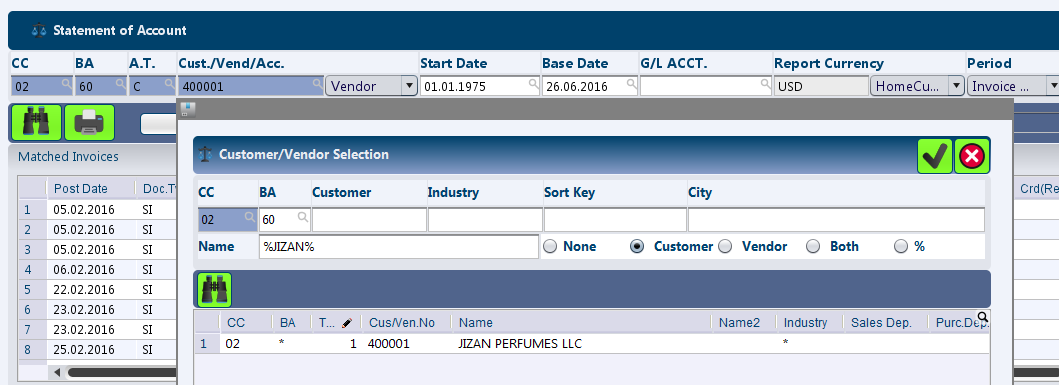 Statement of Account
CC BA A.T. Cust./Vend/Acc. Start Date Base Date G/L ACCT. Report Currency Period
02 60 C 400001 Vendor 01.01.1975 26.06.2016 USD HomeCu... Invoice ...
Matched Invoices
Customer/Vendor Selection
CC BA Customer Industry Sort Key City
02 60
Name %JIZAN% None Customer Vendor Both %
Post Date Doc.Ty Crd(Re
1 05.02.2016 SI
2 05.02.2016 SI
3 05.02.2016 SI
4 06.02.2016 SI
5 22.02.2016 SI
6 23.02.2016 SI
7 23.02.2016 SI
8 25.02.2016 SI
CC BA T... Cus/Ven.No Name Name2 Industry Sales Dep. Purc.Dep.
1 02 * 1 400001 JIZAN PERFUMES LLC *